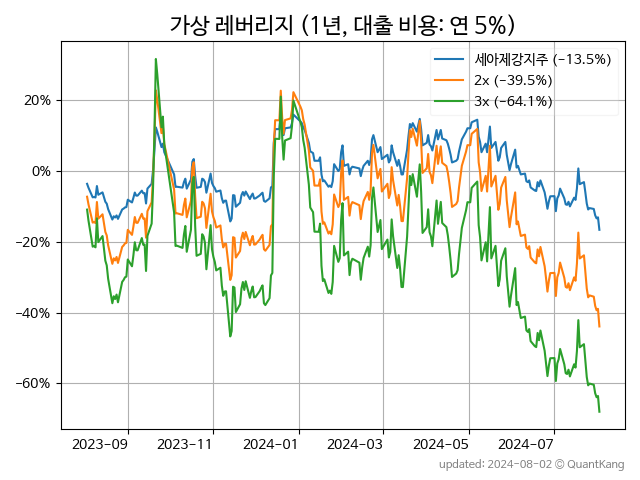 가상 레버리지 (1년, 대출 비용: 연 5%)
세아제강지주 (−13.5%)
2x (−39.5%)
3x (−64.1%)
20%
0%
−20%
−40%
−60%
2023-09 2023-11 2024-01 2024-03 2024-05 2024-07
updated: 2024-08-02 © QuantKang